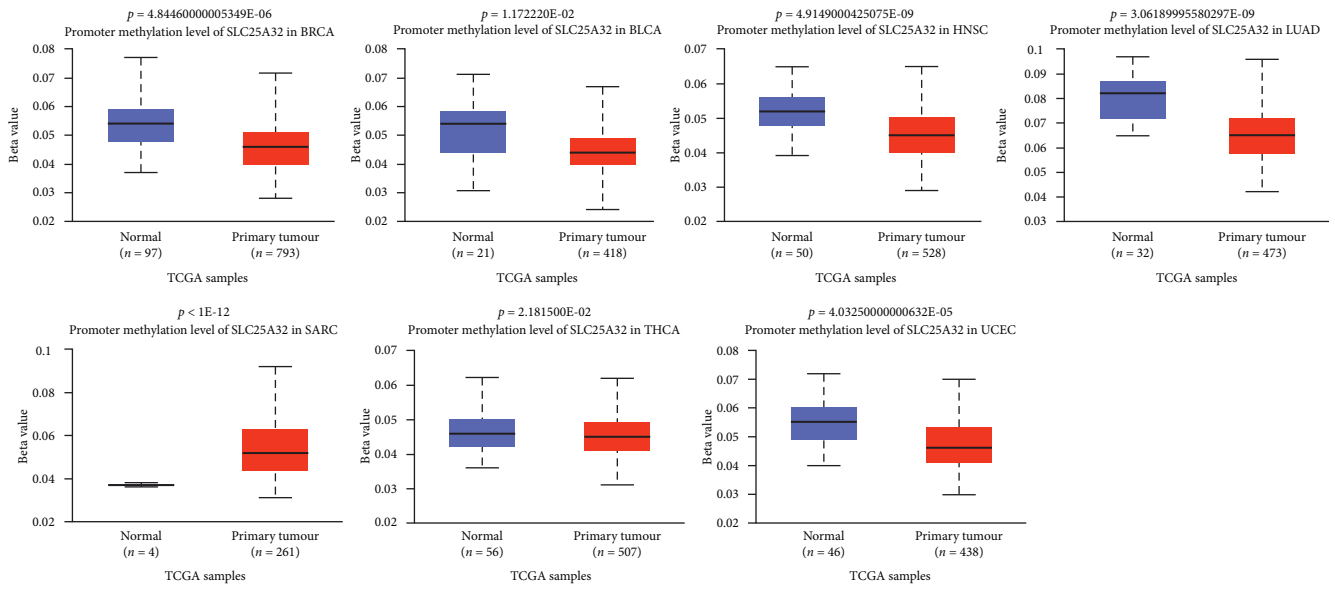 p = 4.84460000005349E-06
Promoter methylation level of SLC25A32 in BRCA
0.08
0.07
0.06
0.05
0.04
0.03
0.02
Beta value
Normal
(n = 97)
Primary tumour
(n = 793)
TCGA samples
p = 1.172220E-02
Promoter methylation level of SLC25A32 in BLCA
0.08
0.07
0.06
0.05
0.04
0.03
0.02
Beta value
Normal
(n = 21)
Primary tumour
(n = 418)
TCGA samples
p = 4.9149000425075E-09
Promoter methylation level of SLC25A32 in HNSC
0.07
0.06
0.05
0.04
0.03
0.02
Beta value
Normal
(n = 50)
Primary tumour
(n = 528)
TCGA samples
p = 3.06189995580297E-09
Promoter methylation level of SLC25A32 in LUAD
0.1
0.09
0.08
0.07
0.06
0.05
0.04
0.03
Beta value
Normal
(n = 32)
Primary tumour
(n = 473)
TCGA samples
p < 1E-12
Promoter methylation level of SLC25A32 in SARC
0.1
0.08
0.06
0.04
0.02
Beta value
Normal
(n = 4)
Primary tumour
(n = 261)
TCGA samples
p = 2.181500E-02
Promoter methylation level of SLC25A32 in THCA
0.07
0.06
0.05
0.04
0.03
0.02
Beta value
Normal
(n = 56)
Primary tumour
(n = 507)
TCGA samples
p = 4.03250000000632E-05
Promoter methylation level of SLC25A32 in UCEC
0.08
0.07
0.06
0.05
0.04
0.03
0.02
Beta value
Normal
(n = 46)
Primary tumour
(n = 438)
TCGA samples